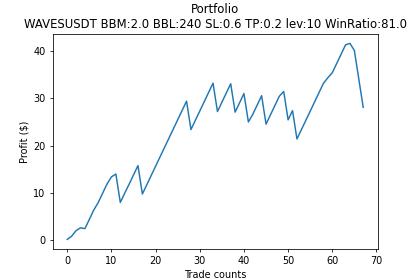 Portfolio
WAVESUSDT BBM:2.0 BBL:240 SL:0.6 TP:0.2 lev:10 WinRatio:81.0
Profit ($)
40
30
20
10
0
0 10 20 30 40 50 60 70
Trade counts